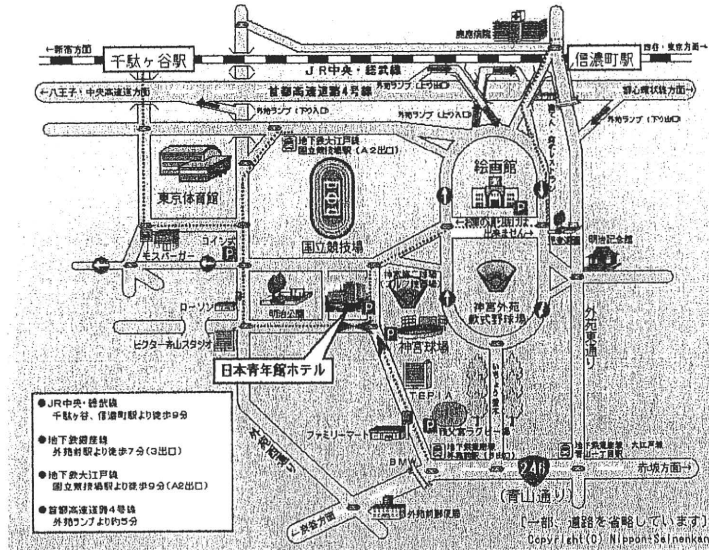 慶應病院
←新宿方面
千駄ヶ谷駅
信濃町駅
四谷・東京方面→
JR中央・総武線
←八王子・中央高速道方面
首都高速道路4号線
外苑ランプ(上り出口)
都心環状線方面→
外苑ランプ(下り入口)
外苑ランプ(上り入口)
外苑ランプ(下り出口)
地下鉄大江戸線
国立競技場駅(A2出口)
絵画館
東京体育館
国立競技場
出来ません→
明治記念館
コインP
モスバーガー
ローソン
明治公園
神宮外苑
軟式野球場
外苑東通り
ビクター青山スタジオ
神宮球場
日本青年館ホテル
TEPIA
いちょう並木
秩父宮ラグビー場
ファミリーマート
地下鉄銀座線
地下鉄銀座線・大江戸線
青山一丁目駅
BMW
246
赤坂方面→
(青山通り)
外苑西通り
←渋谷方面
外苑前郵便局
●JR中央・総武線
千駄ヶ谷、信濃町駅より徒歩9分
●地下鉄銀座線
外苑前駅より徒歩7分(3出口)
●地下鉄大江戸線
国立競技場駅より徒歩9分(A2出口)
●首都高速道路4号線
外苑ランプより約5分
[一部、道路を省略しています]
Copyright(C) Nippon-Seinenkan